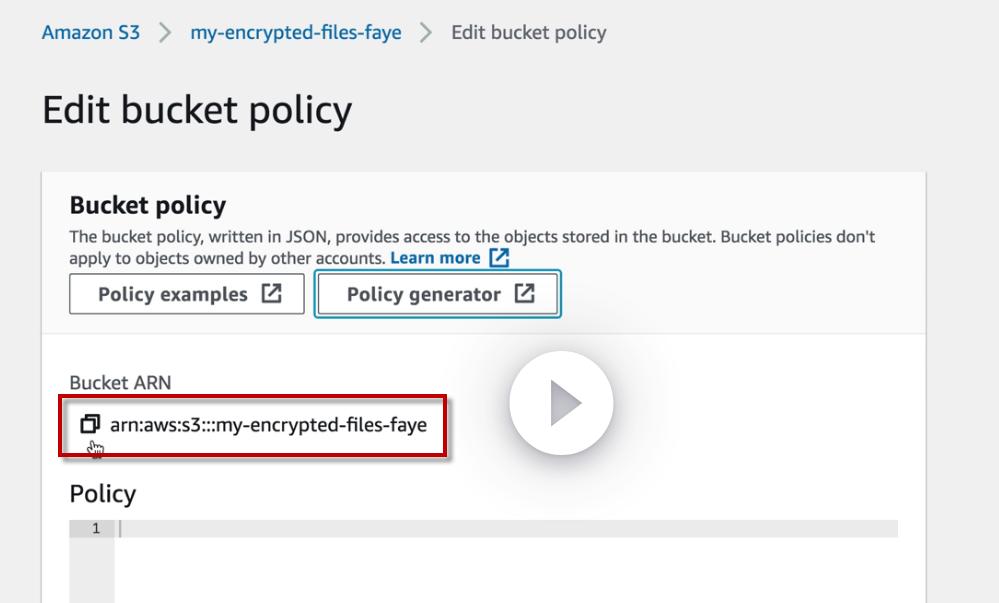 Amazon S3 > my-encrypted-files-faye > Edit bucket policy
Edit bucket policy
Bucket policy
The bucket policy, written in JSON, provides access to the objects stored in the bucket. Bucket policies don't
apply to objects owned by other accounts. Learn more
Policy examples Policy generator
Bucket ARN
arn:aws:s3:::my-encrypted-files-faye
Policy
1